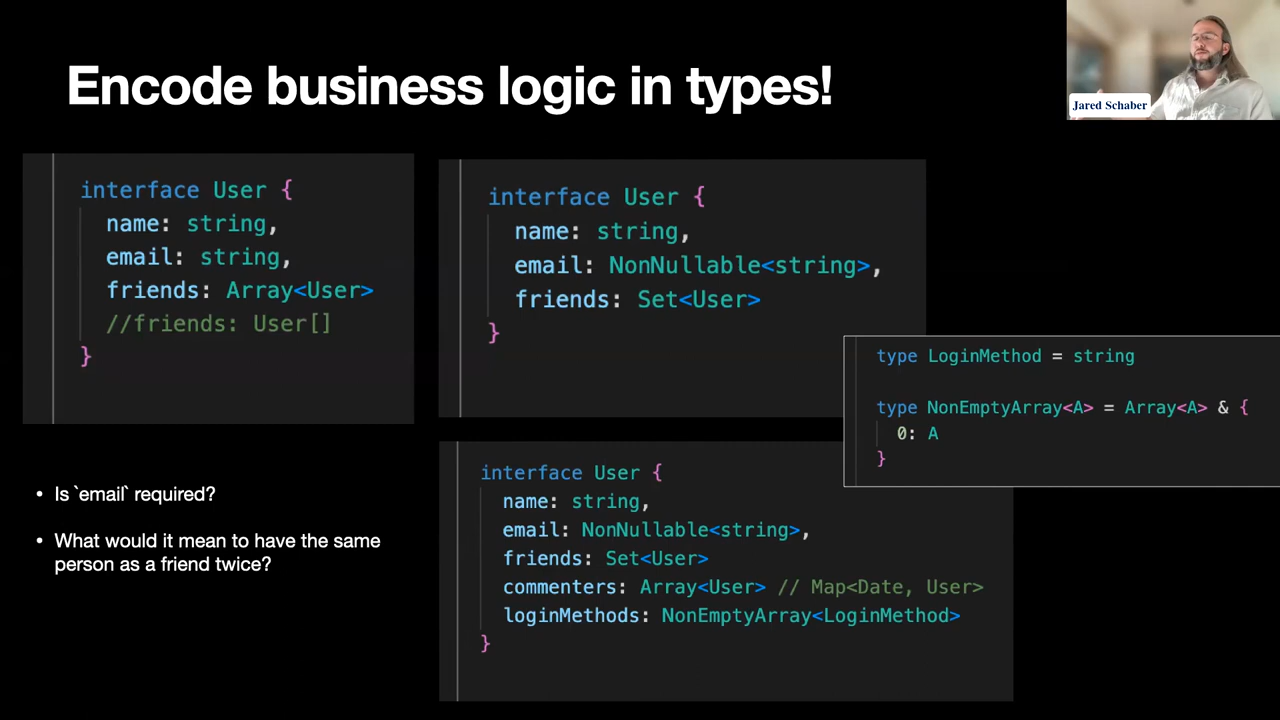 Encode business logic in types!
Jared Schaber
interface User {
name: string,
email: string,
friends: Array<User>
//friends: User[]
}
interface User {
name: string,
email: NonNullable<string>,
friends: Set<User>
}
type LoginMethod = string
type NonEmptyArray<A> = Array<A> & {
0: A
}
• Is `email` required?
• What would it mean to have the same
person as a friend twice?
interface User {
name: string,
email: NonNullable<string>,
friends: Set<User>
commenters: Array<User> // Map<Date, User>
loginMethods: NonEmptyArray<LoginMethod>
}